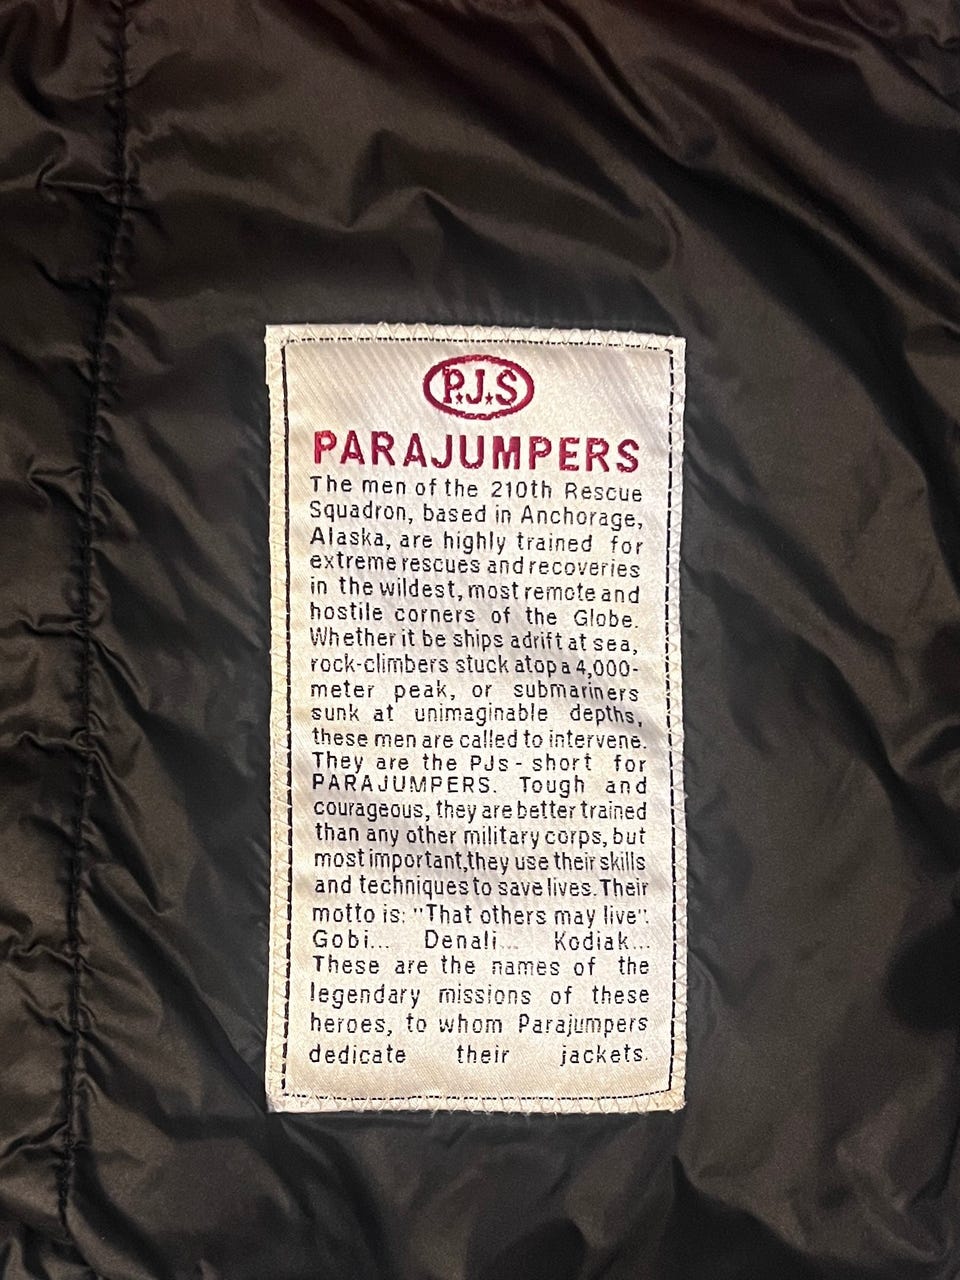 P.J.S
PARAJUMPERS
The men of the 210th Rescue
Squadron, based in Anchorage,
Alaska, are highly trained for
extreme rescues and recoveries
in the wildest, most remote and
hostile corners of the Globe.
Whether it be ships adrift at sea,
rock-climbers stuck atop a 4,000-
meter peak, or submariners
sunk at unimaginable depths,
these men are called to intervene.
They are the PJs - short for
PARAJUMPERS. Tough and
courageous, they are better trained
than any other military corps, but
most important,they use their skills
and techniques to save lives. Their
motto is: "That others may live".
Gobi... Denali... Kodiak...
These are the names of the
legendary missions of these
heroes, to whom Parajumpers
dedicate their jackets.